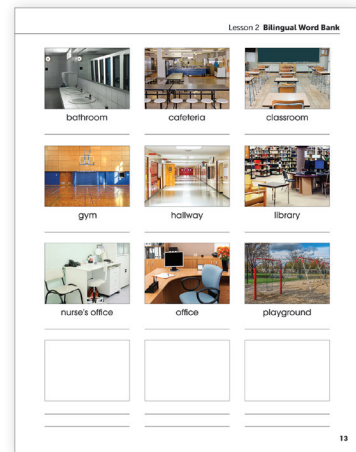 Lesson 2 Bilingual Word Bank
bathroom
cafeteria
classroom
gym
hallway
library
nurse's office
office
playground
13